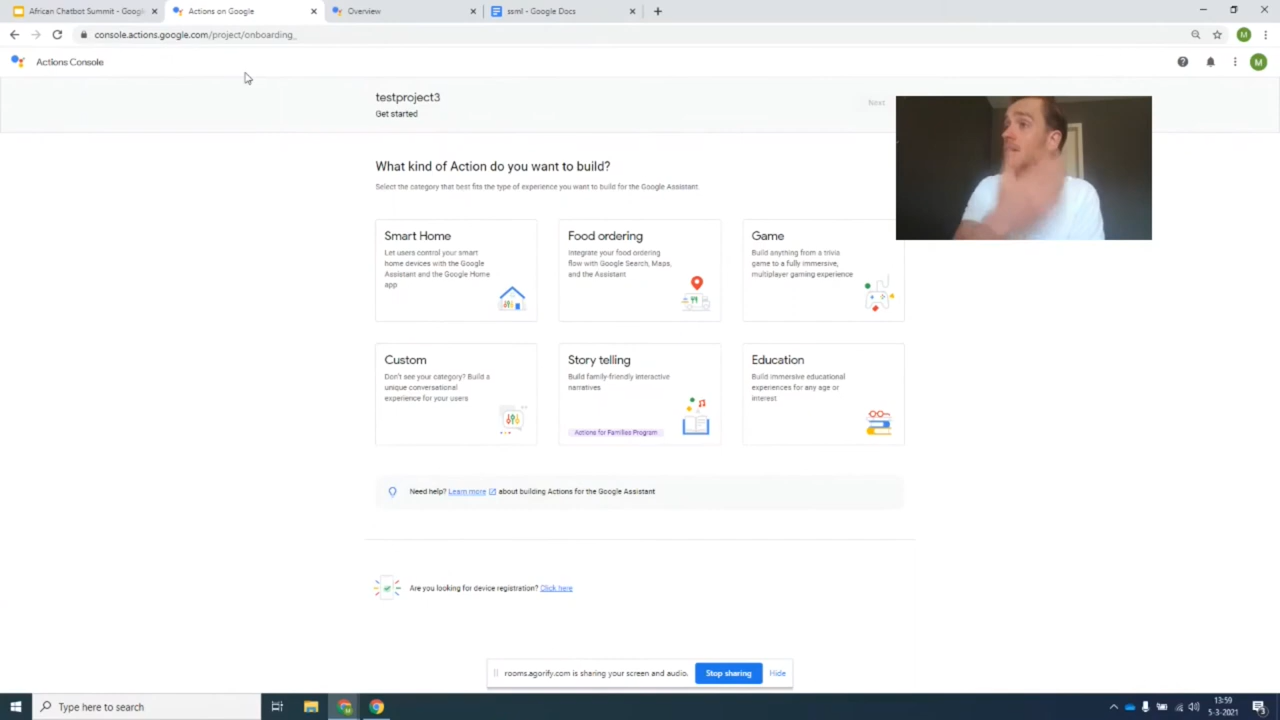 African Chatbot Summit - Google
Actions on Google
Overview
ssml - Google Docs
console.actions.google.com/project/onboarding_
M
Actions Console
M
testproject3
Get started
Next
What kind of Action do you want to build?
Select the category that best fits the type of experience you want to build for the Google Assistant.
Smart Home
Let users control your smart
home devices with the Google
Assistant and the Google Home
app
Food ordering
Integrate your food ordering
flow with Google Search, Maps,
and the Assistant
Game
Build anything from a trivia
game to a fully immersive,
multiplayer gaming experience
Custom
Don't see your category? Build a
unique conversational
experience for your users
Story telling
Build family-friendly interactive
narratives
Actions for Families Program
Education
Build immersive educational
experiences for any age or
interest
Need help? Learn more about building Actions for the Google Assistant
Are you looking for device registration? Click here
rooms.agorify.com is sharing your screen and audio.
Stop sharing
Hide
Type here to search
13:59
5-3-2021
3